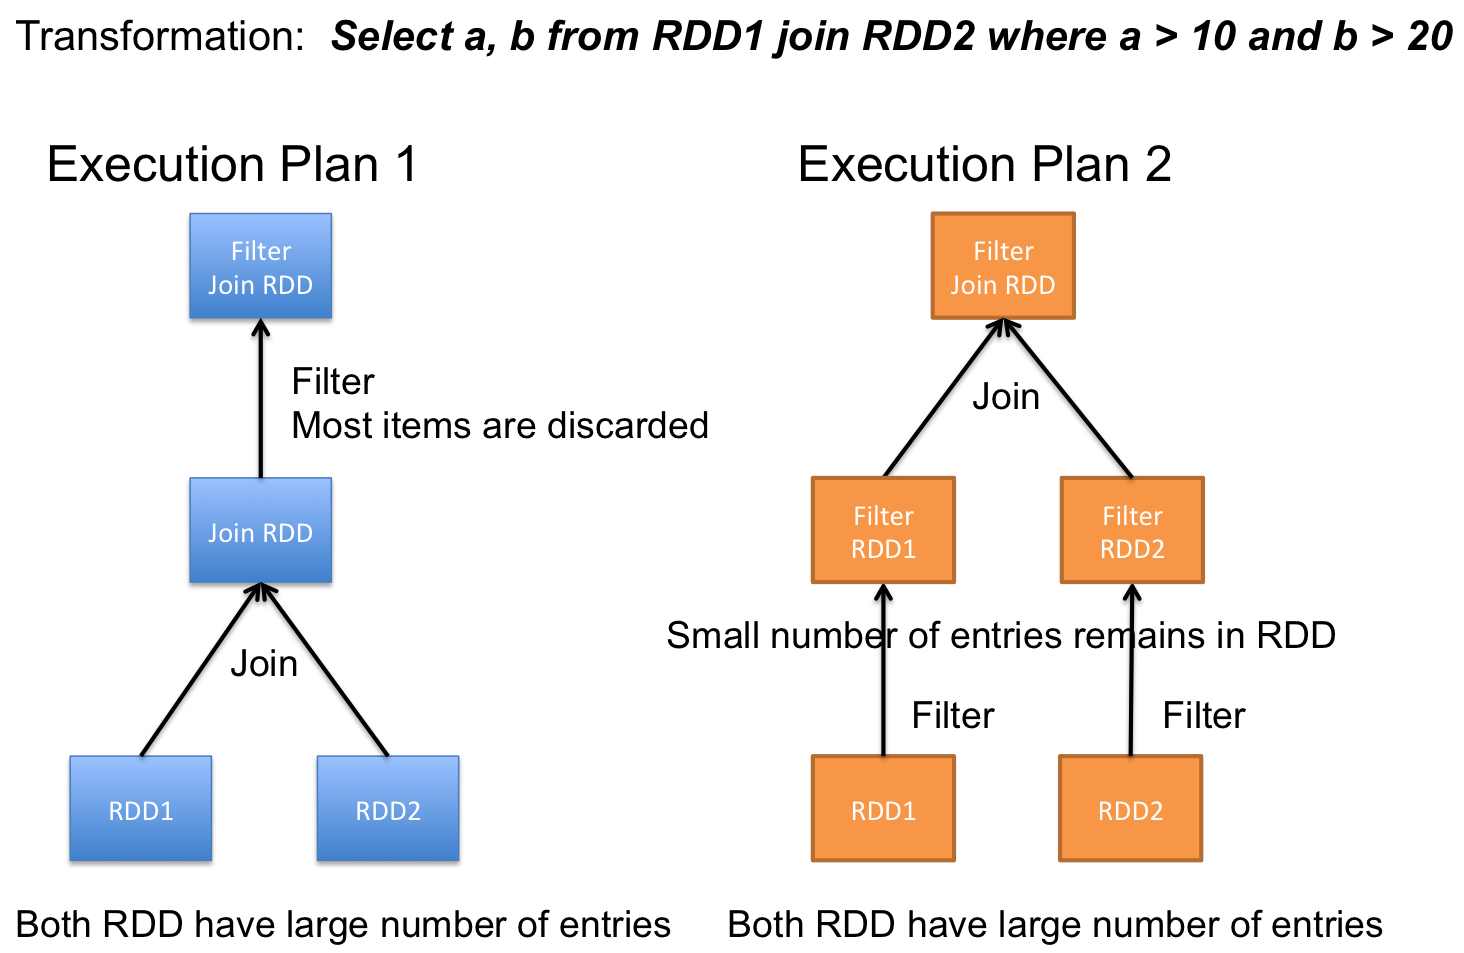 Transformation: Select a, b from RDD1 join RDD2 where a > 10 and b > 20
Execution Plan 1
Filter
Join RDD
Filter
Most items are discarded
Join RDD
Join
RDD1
RDD2
Both RDD have large number of entries
Execution Plan 2
Filter
Join RDD
Join
Filter
RDD1
Filter
RDD2
Small number of entries remains in RDD
Filter
Filter
RDD1
RDD2
Both RDD have large number of entries